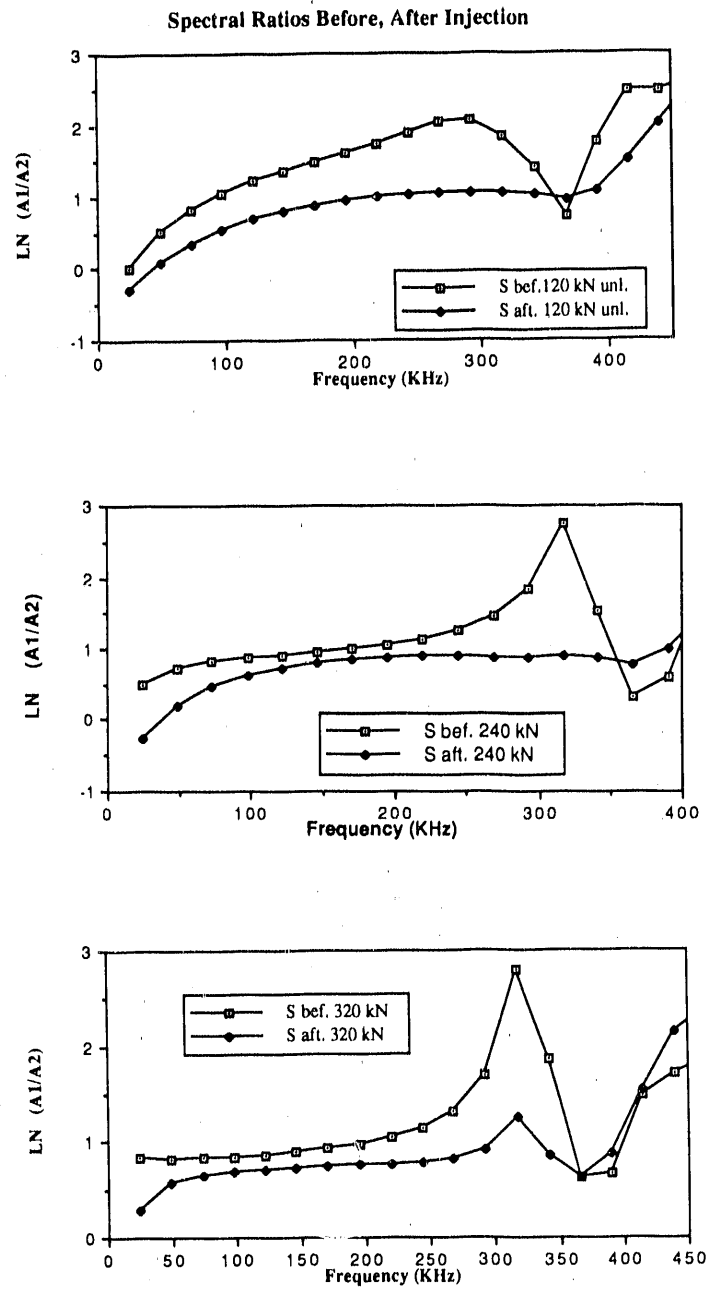 Spectral Ratios Before, After Injection
3
2
1
0
-1
LN (A1/A2)
S bef.120 kN unl.
S aft. 120 kN unl.
0 100 200 300 400
Frequency (KHz)
3
2
1
0
-1
LN (A1/A2)
S bef. 240 kN
S aft. 240 kN
0 100 200 300 400
Frequency (KHz)
3
2
1
0
LN (A1/A2)
S bef. 320 kN
S aft. 320 kN
0 50 100 150 200 250 300 350 400 450
Frequency (KHz)